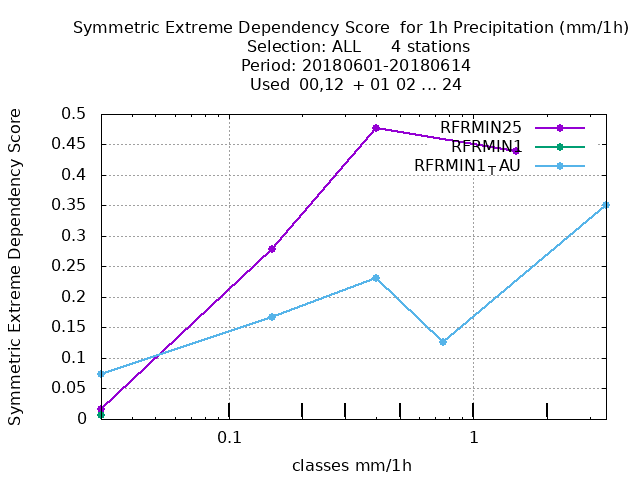 Symmetric Extreme Dependency Score  for 1h Precipitation (mm/1h)
Selection: ALL      4 stations
Period: 20180601-20180614
Used  00,12  + 01 02 ... 24
Symmetric Extreme Dependency Score
0.5
0.45
0.4
0.35
0.3
0.25
0.2
0.15
0.1
0.05
0
RFRMIN25
RFRMIN1
RFRMIN1TAU
0.1
1
classes mm/1h